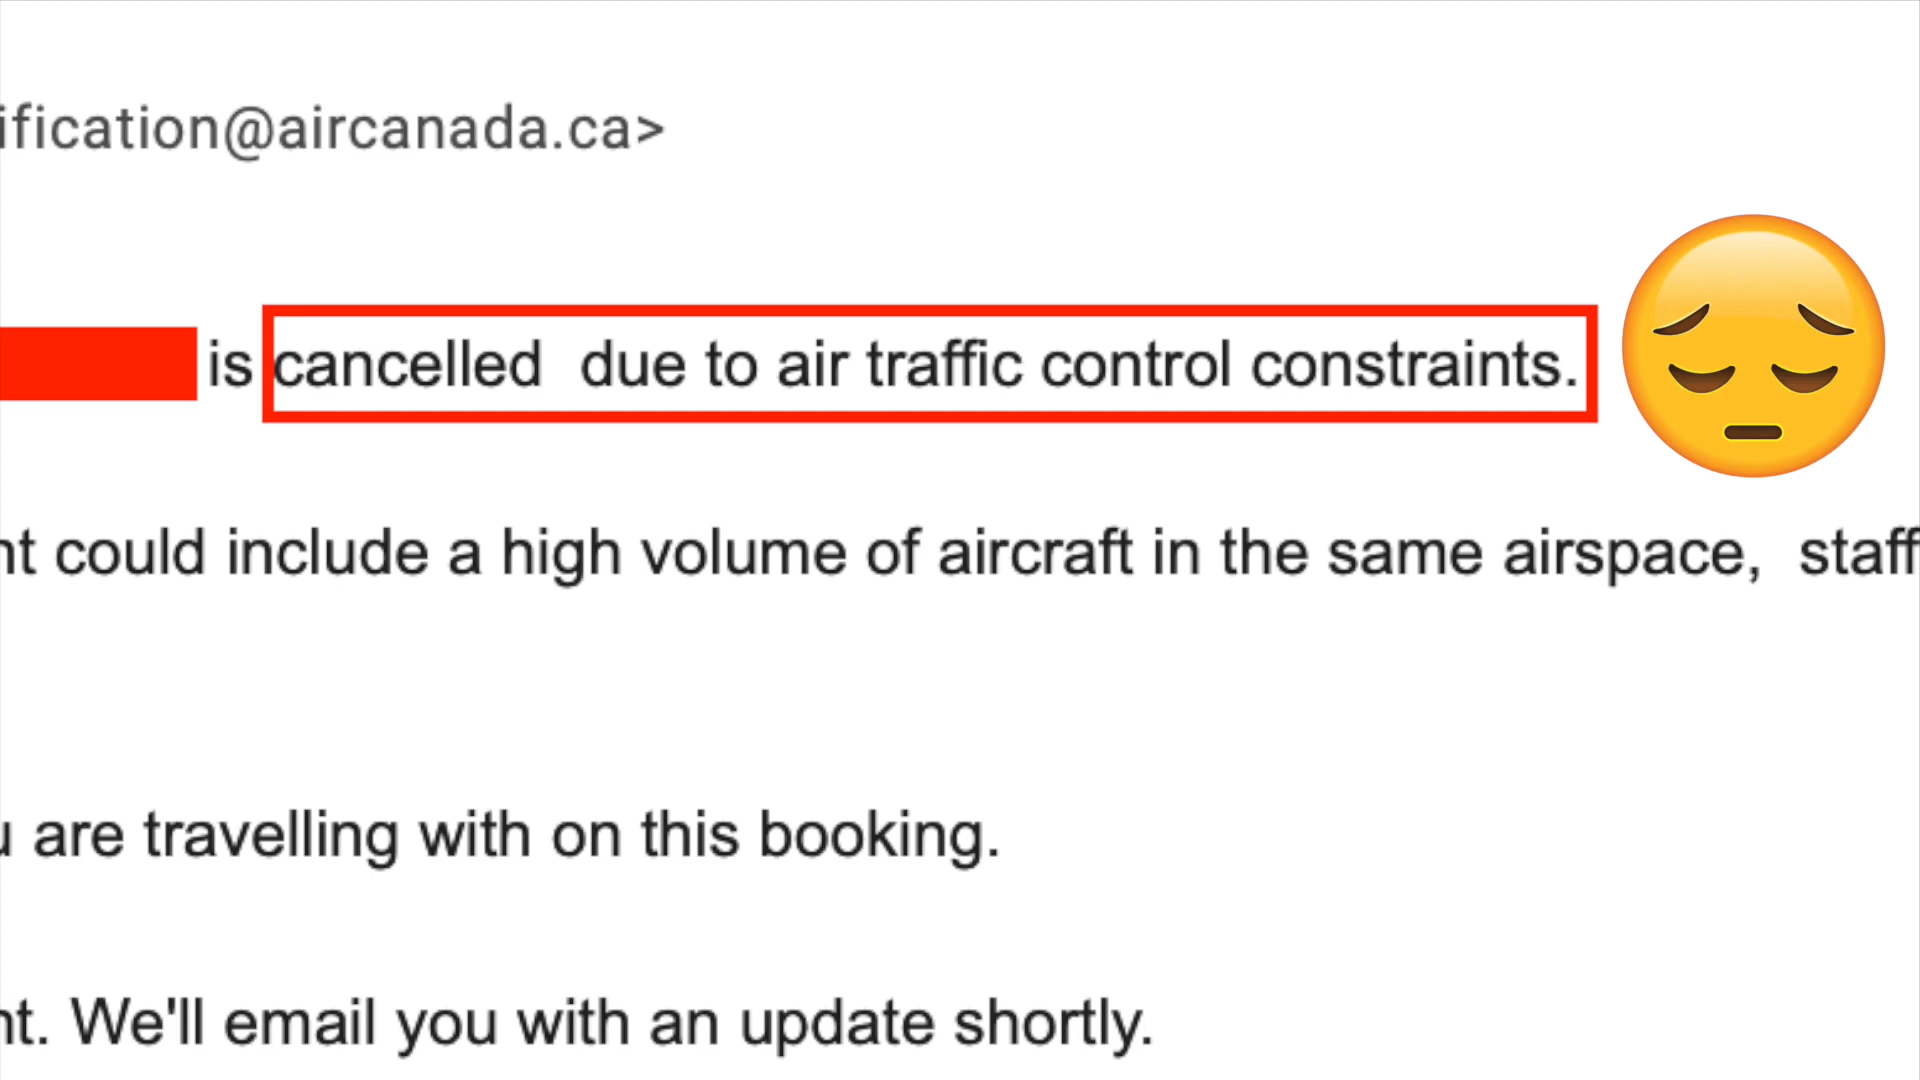 ification@aircanada.ca>
is cancelled  due to air traffic control constraints.
nt could include a high volume of aircraft in the same airspace,  staff
u are travelling with on this booking.
nt. We'll email you with an update shortly.